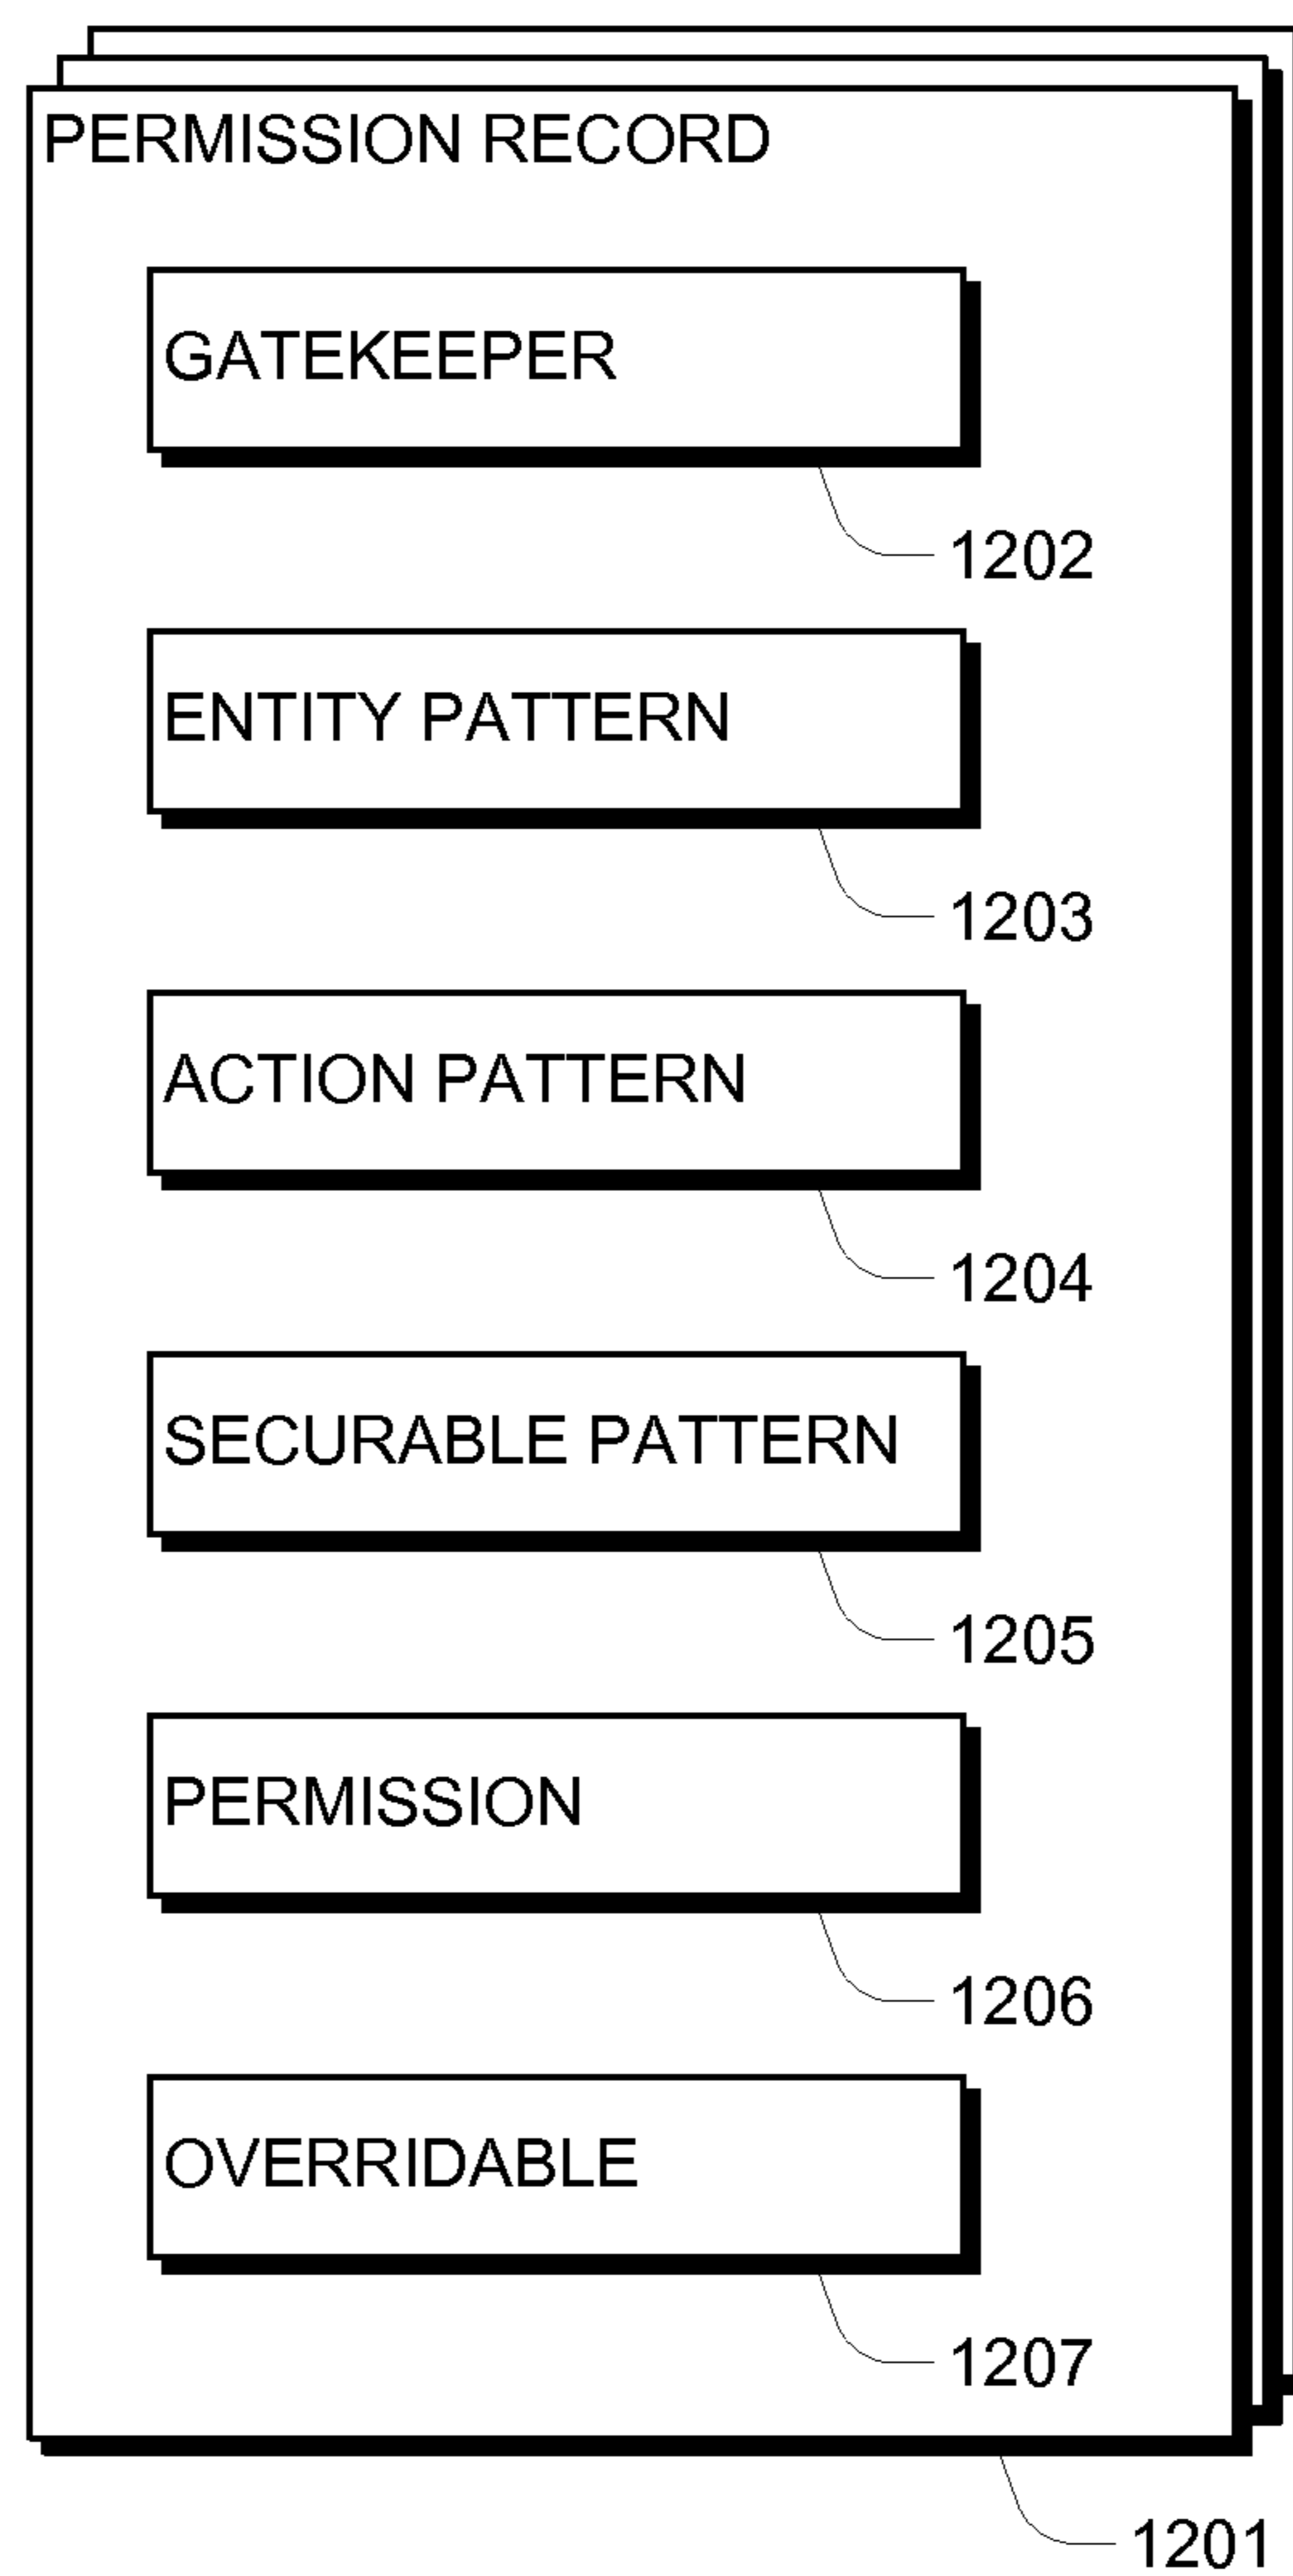 PERMISSION RECORD
GATEKEEPER
1202
ENTITY PATTERN
1203
ACTION PATTERN
1204
SECURABLE PATTERN
1205
PERMISSION
1206
OVERRIDABLE
1207
1201